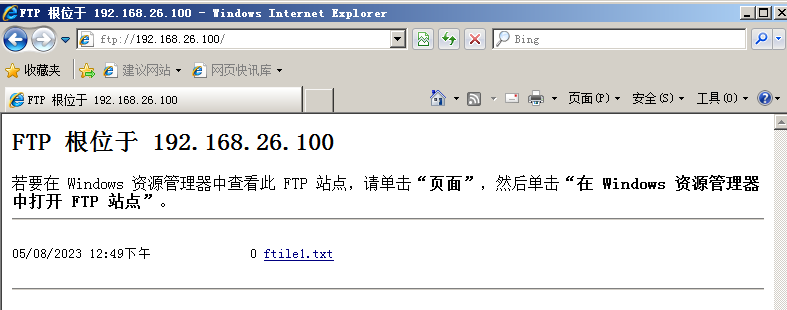 FTP 根位于 192.168.26.100 - Windows Internet Explorer
ftp://192.168.26.100/
Bing
收藏夹 建议网站 网页快讯库
FTP 根位于 192.168.26.100
页面(P) 安全(S) 工具(O)
FTP 根位于 192.168.26.100
若要在 Windows 资源管理器中查看此 FTP 站点，请单击“页面”，然后单击“在 Windows 资源管理器
中打开 FTP 站点”。
05/08/2023 12:49下午 0 ftile1.txt